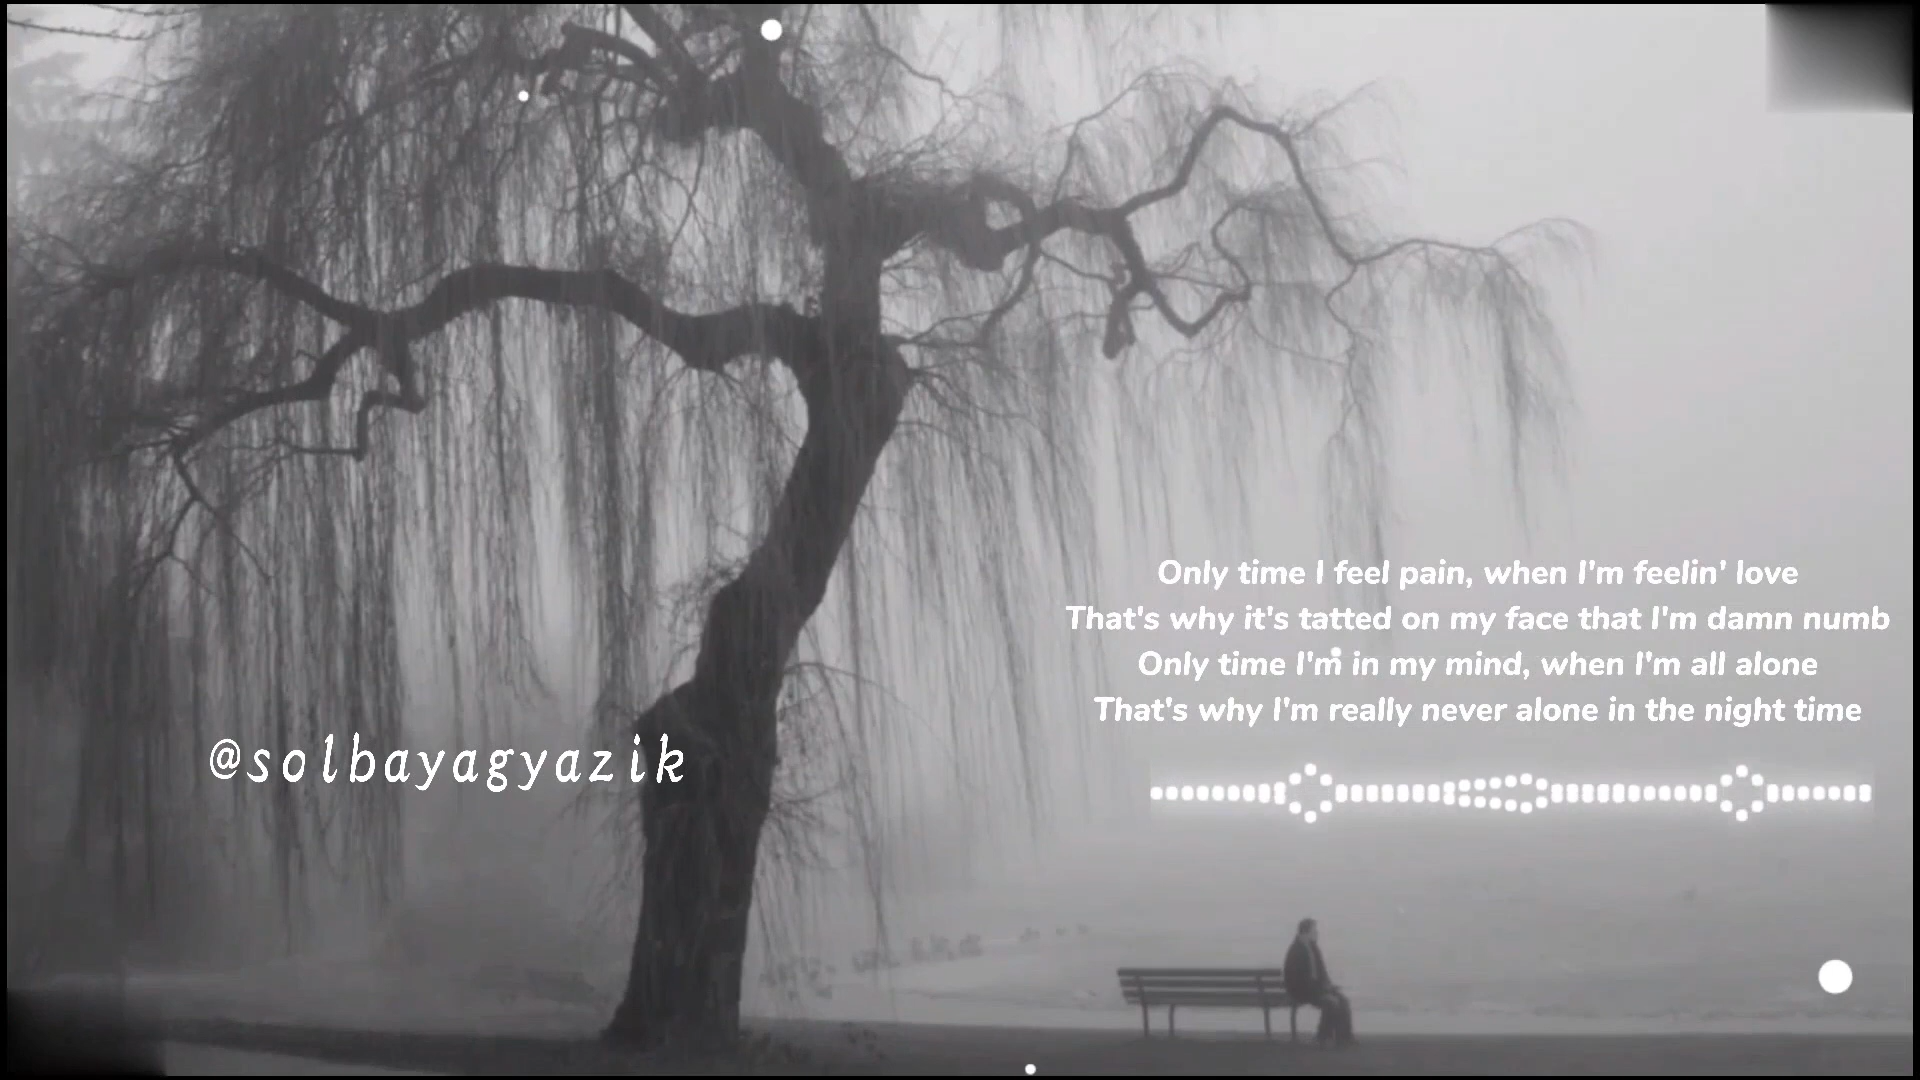 Only time I feel pain, when I'm feelin' love
That's why it's tatted on my face that I'm damn numb
Only time I'm in my mind, when I'm all alone
That's why I'm really never alone in the night time
@solbayagyazik